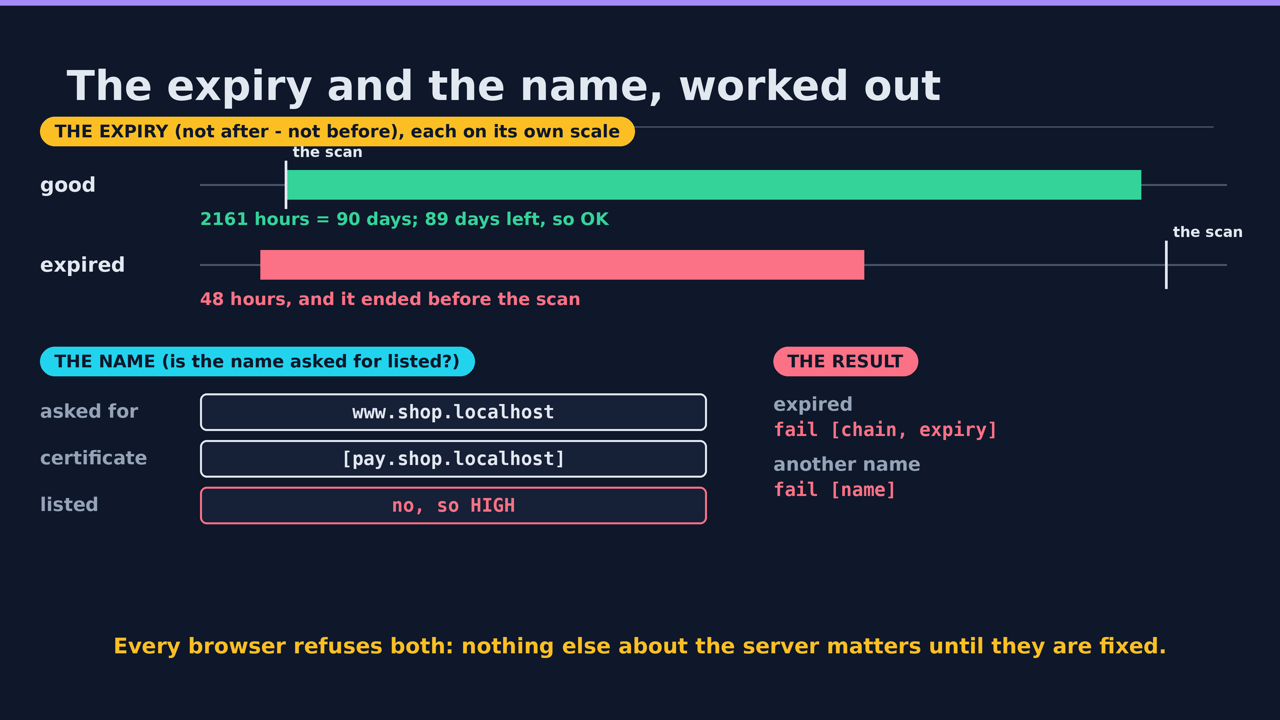 The expiry and the name, worked out
THE EXPIRY (not after - not before), each on its own scale
the scan
good
2161 hours = 90 days; 89 days left, so OK
the scan
expired
48 hours, and it ended before the scan
THE NAME (is the name asked for listed?)
asked for
www.shop.localhost
certificate
[pay.shop.localhost]
listed
no, so HIGH
THE RESULT
expired
fail [chain, expiry]
another name
fail [name]
Every browser refuses both: nothing else about the server matters until they are fixed.